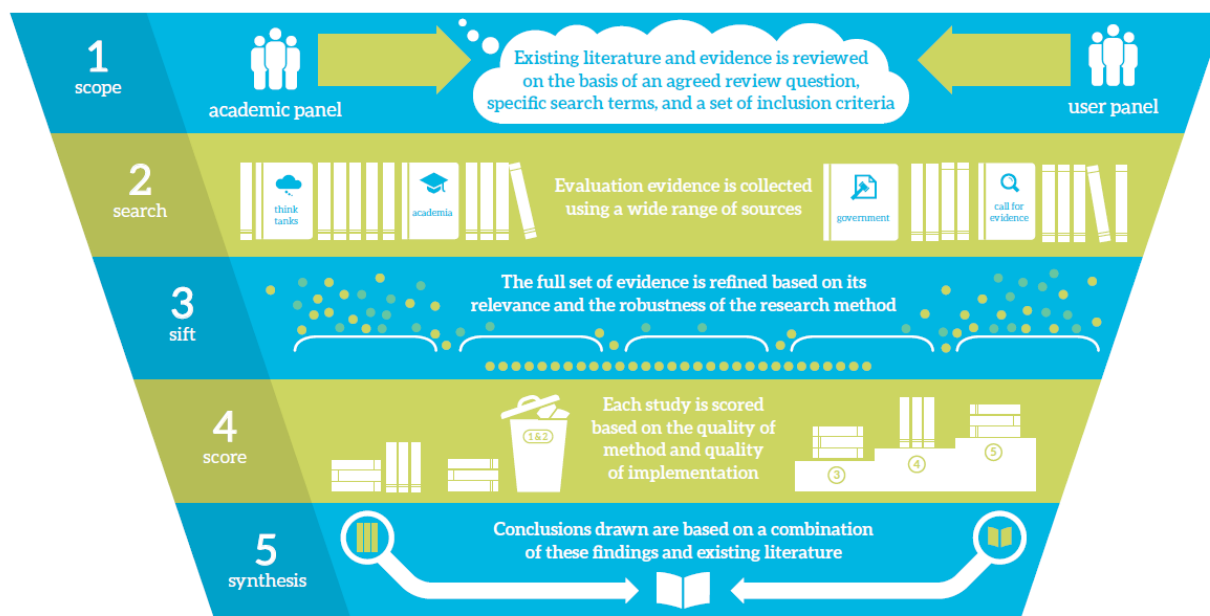 1
scope
academic panel
Existing literature and evidence is reviewed
on the basis of an agreed review question,
specific search terms, and a set of inclusion criteria
user panel
2
search
think
tanks
academia
Evaluation evidence is collected
using a wide range of sources
government
call for
evidence
3
sift
The full set of evidence is refined based on its
relevance and the robustness of the research method
4
score
1&2
Each study is scored
based on the quality of
method and quality
of implementation
3
4
5
5
synthesis
Conclusions drawn are based on a combination
of these findings and existing literature